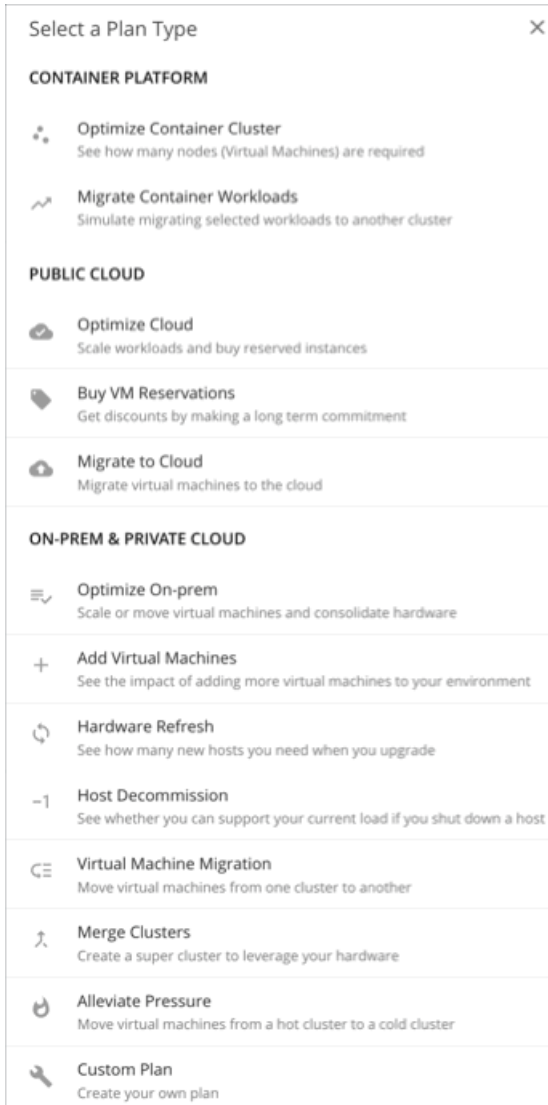 Select a Plan Type
CONTAINER PLATFORM
Optimize Container Cluster
See how many nodes (Virtual Machines) are required
Migrate Container Workloads
Simulate migrating selected workloads to another cluster
PUBLIC CLOUD
Optimize Cloud
Scale workloads and buy reserved instances
Buy VM Reservations
Get discounts by making a long term commitment
Migrate to Cloud
Migrate virtual machines to the cloud
ON-PREM & PRIVATE CLOUD
Optimize On-prem
Scale or move virtual machines and consolidate hardware
Add Virtual Machines
See the impact of adding more virtual machines to your environment
Hardware Refresh
See how many new hosts you need when you upgrade
-1 Host Decommission
See whether you can support your current load if you shut down a host
Virtual Machine Migration
Move virtual machines from one cluster to another
Merge Clusters
Create a super cluster to leverage your hardware
Alleviate Pressure
Move virtual machines from a hot cluster to a cold cluster
Custom Plan
Create your own plan